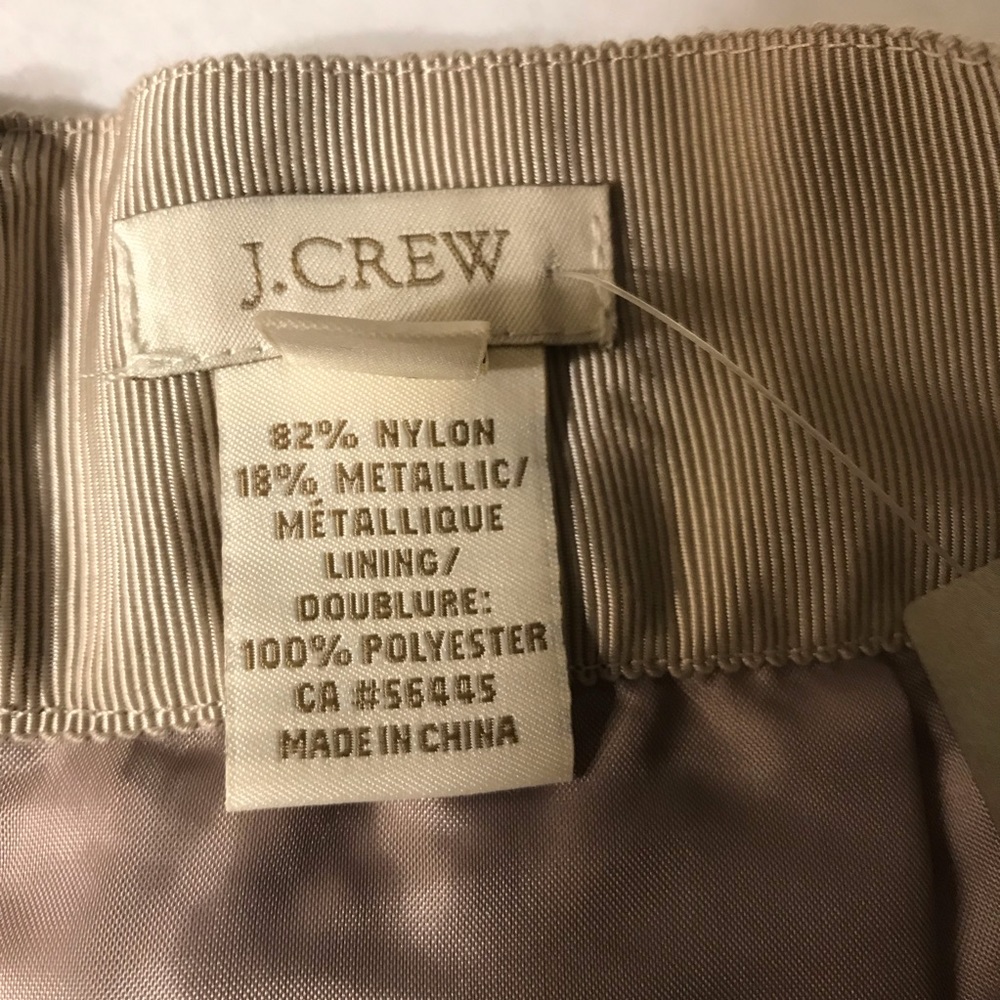 J.CREW
82% NYLON
18% METALLIC/
MÉTALLIQUE
LINING/
DOUBLURE:
100% POLYESTER
CA #56445
MADE IN CHINA